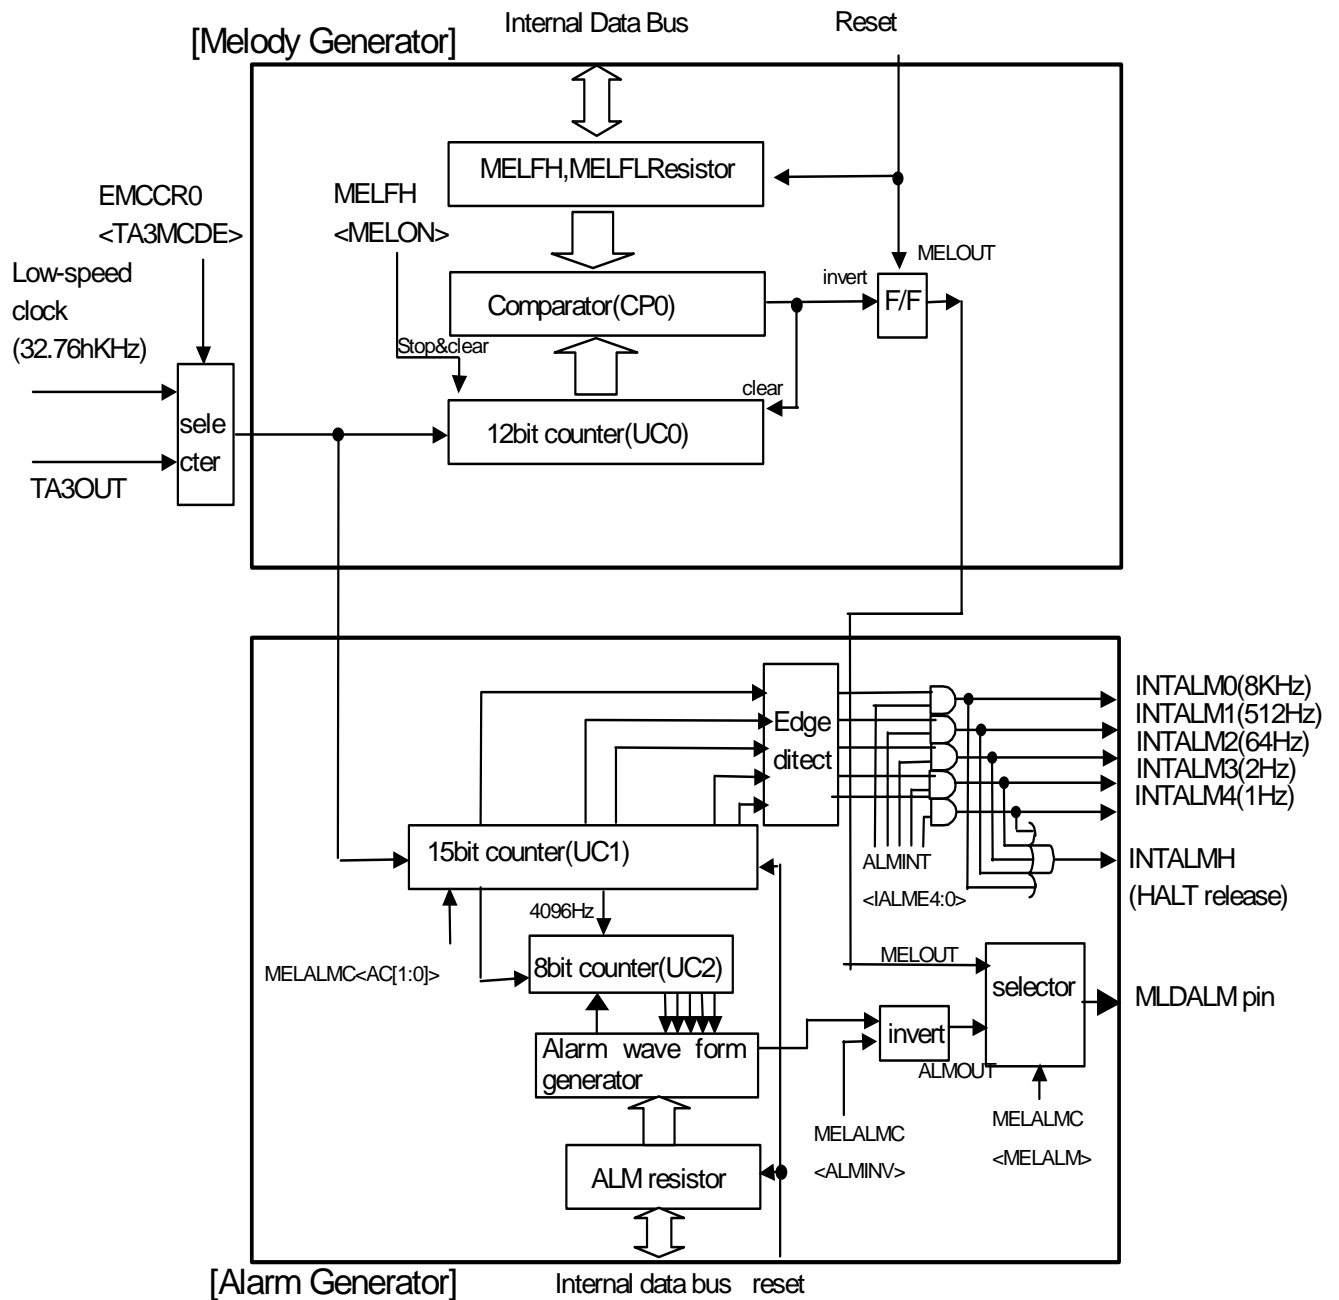 Internal Data Bus
Reset
[Melody Generator]
MELFH,MELFLResistor
EMCCR0
<TA3MCDE>
MELFH
<MELON>
MELOUT
Low-speed
clock
(32.76hKHz)
invert
F/F
Comparator(CP0)
Stop&clear
clear
sele
cter
12bit counter(UC0)
TA3OUT
Edge
ditect
INTALM0(8KHz)
INTALM1(512Hz)
INTALM2(64Hz)
INTALM3(2Hz)
INTALM4(1Hz)
15bit counter(UC1)
ALMINT
<IALME4:0>
INTALMH
(HALT release)
4096Hz
MELALMC<AC[1:0]>
8bit counter(UC2)
MELOUT
selector
MLDALM pin
Alarm wave form
generator
invert
ALMOUT
MELALMC
<ALMINV>
MELALMC
<MELALM>
ALM resistor
[Alarm Generator]
Internal data bus
reset